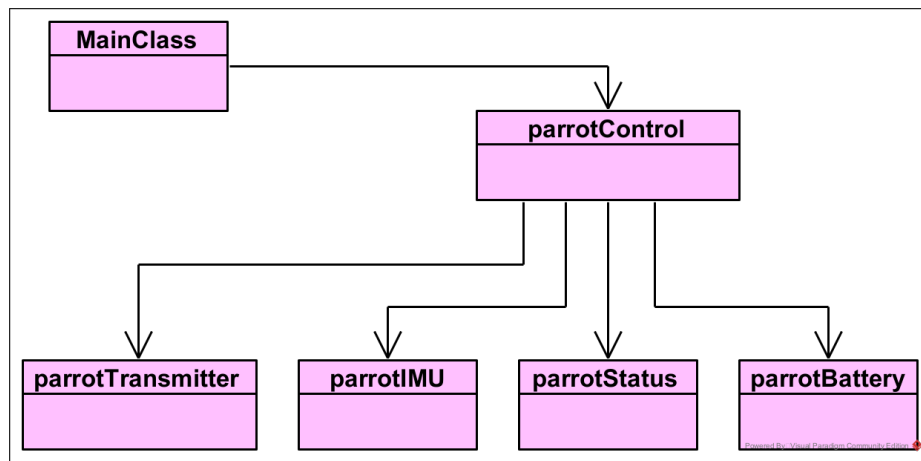 MainClass
parrotControl
parrotTransmitter
parrotIMU
parrotStatus
parrotBattery
Powered By Visual Paradigm Community Edition